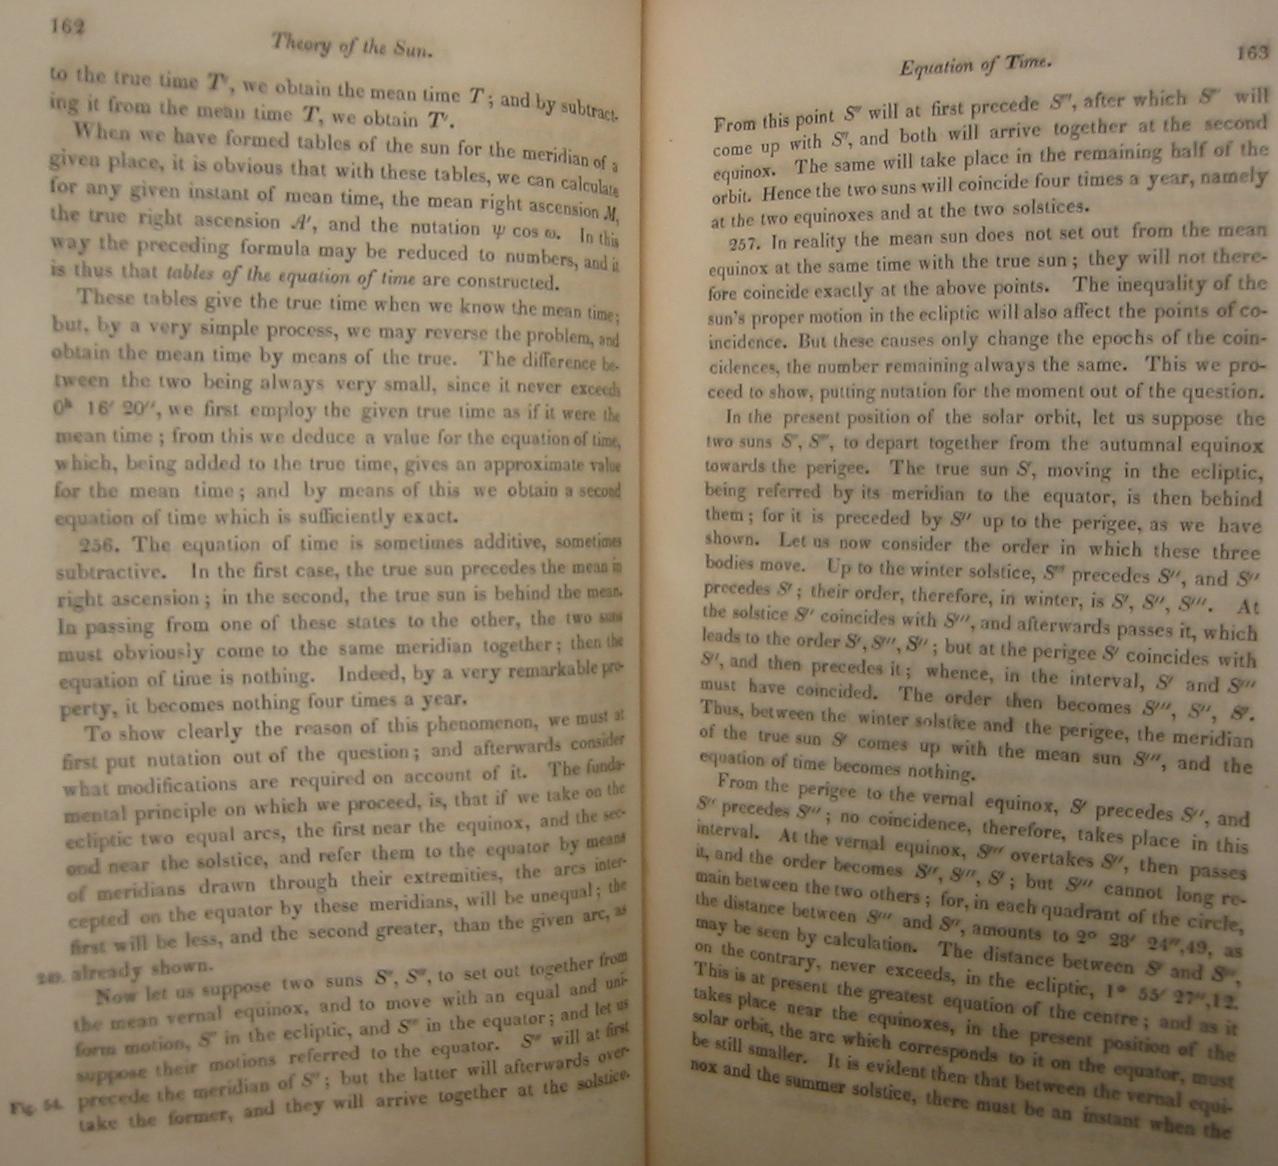 162
Theory of the Sun.
to the true time T′, we obtain the mean time T; and by subtract-
ing it from the mean time T, we obtain T′.
When we have formed tables of the sun for the meridian of a
given place, it is obvious that with these tables, we can calculate
for any given instant of mean time, the mean right ascension M,
the true right ascension A′, and the nutation ψ cos ω. In this
way the preceding formula may be reduced to numbers, and it
is thus that tables of the equation of time are constructed.
These tables give the true time when we know the mean time;
but, by a very simple process, we may reverse the problem, and
obtain the mean time by means of the true. The difference be-
tween the two being always very small, since it never exceeds
0h 16′ 20″, we first employ the given true time as if it were the
mean time; from this we deduce a value for the equation of time,
which, being added to the true time, gives an approximate value
for the mean time; and by means of this we obtain a second
equation of time which is sufficiently exact.
256. The equation of time is sometimes additive, sometimes
subtractive. In the first case, the true sun precedes the mean in
right ascension; in the second, the true sun is behind the mean.
In passing from one of these states to the other, the two suns
must obviously come to the same meridian together; then the
equation of time is nothing. Indeed, by a very remarkable pro-
perty, it becomes nothing four times a year.
To show clearly the reason of this phenomenon, we must at
first put nutation out of the question; and afterwards consider
what modifications are required on account of it. The funda-
mental principle on which we proceed, is, that if we take on the
ecliptic two equal arcs, the first near the equinox, and the sec-
ond near the solstice, and refer them to the equator by means
of meridians drawn through their extremities, the arcs inter-
cepted on the equator by these meridians, will be unequal; the
first will be less, and the second greater, than the given arc, as
already shown.
Now let us suppose two suns S″, S‴, to set out together from
the mean vernal equinox, and to move with an equal and uni-
form motion, S″ in the ecliptic, and S‴ in the equator; and let us
suppose their motions referred to the equator. S‴ will at first
Fig. 54. precede the meridian of S″; but the latter will afterwards over-
take the former, and they will arrive together at the solstice.
Equation of Time.
163
From this point S″ will at first precede S‴, after which S‴ will
come up with S″, and both will arrive together at the second
equinox. The same will take place in the remaining half of the
orbit. Hence the two suns will coincide four times a year, namely
at the two equinoxes and at the two solstices.
257. In reality the mean sun does not set out from the mean
equinox at the same time with the true sun; they will not there-
fore coincide exactly at the above points. The inequality of the
sun's proper motion in the ecliptic will also affect the points of co-
incidence. But these causes only change the epochs of the coin-
cidences, the number remaining always the same. This we pro-
ceed to show, putting nutation for the moment out of the question.
In the present position of the solar orbit, let us suppose the
two suns S″, S‴, to depart together from the autumnal equinox
towards the perigee. The true sun S′, moving in the ecliptic,
being referred by its meridian to the equator, is then behind
them; for it is preceded by S″ up to the perigee, as we have
shown. Let us now consider the order in which these three
bodies move. Up to the winter solstice, S‴ precedes S″, and S″
precedes S′; their order, therefore, in winter, is S′, S″, S‴. At
the solstice S″ coincides with S‴, and afterwards passes it, which
leads to the order S′, S‴, S″; but at the perigee S′ coincides with
S″, and then precedes it; whence, in the interval, S′ and S‴
must have coincided. The order then becomes S‴, S″, S′.
Thus, between the winter solstice and the perigee, the meridian
of the true sun S′ comes up with the mean sun S‴, and the
equation of time becomes nothing.
From the perigee to the vernal equinox, S′ precedes S″, and
S″ precedes S‴; no coincidence, therefore, takes place in this
interval. At the vernal equinox, S‴ overtakes S″, then passes
it, and the order becomes S″, S‴, S′; but S‴ cannot long re-
main between the two others; for, in each quadrant of the circle,
the distance between S‴ and S″, amounts to 2° 28′ 24″,49, as
may be seen by calculation. The distance between S′ and S″,
on the contrary, never exceeds, in the ecliptic, 1° 55′ 27″,12.
This is at present the greatest equation of the centre; and as it
takes place near the equinoxes, in the present position of the
solar orbit, the arc which corresponds to it on the equator, must
be still smaller. It is evident then that between the vernal equi-
nox and the summer solstice, there must be an instant when the